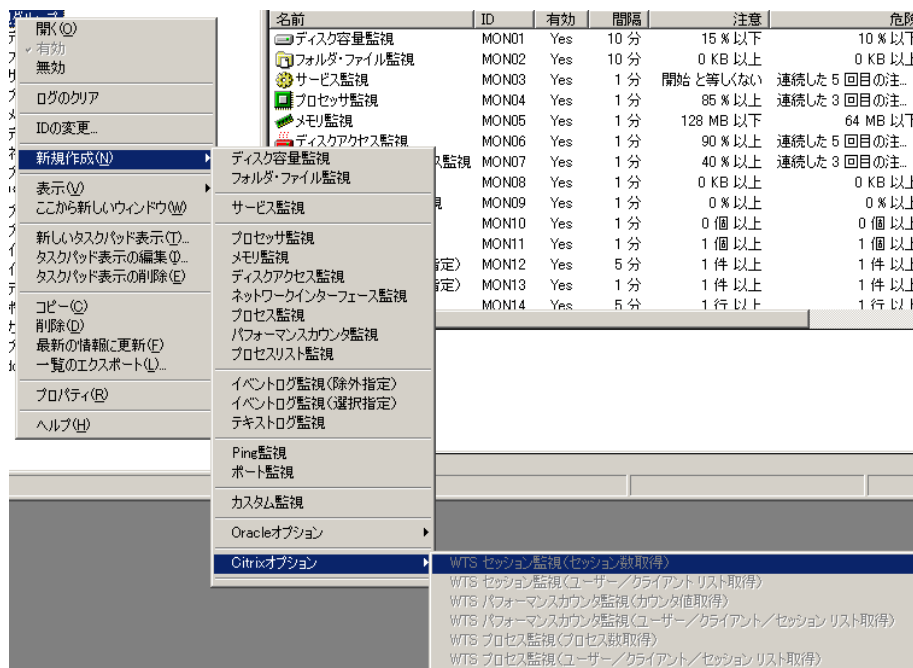 開く(O)
有効
無効
ログのクリア
IDの変更...
新規作成(N)
表示(V)
ここから新しいウィンドウ(W)
新しいタスクパッド表示(T)...
タスクパッド表示の編集(I)...
タスクパッド表示の削除(E)
コピー(C)
削除(D)
最新の情報に更新(F)
一覧のエクスポート(L)...
プロパティ(R)
ヘルプ(H)
名前 ID 有効 間隔 注意 危険
ディスク容量監視 MON01 Yes 10 分 15 % 以下 10 % 以下
フォルダ・ファイル監視 MON02 Yes 10 分 0 KB 以上 0 KB 以上
サービス監視 MON03 Yes 1 分 開始 と等しくない 連続した 5 回目の注...
プロセッサ監視 MON04 Yes 1 分 85 % 以上 連続した 3 回目の注...
メモリ監視 MON05 Yes 1 分 128 MB 以下 64 MB 以下
ディスクアクセス監視 MON06 Yes 1 分 90 % 以上 連続した 5 回目の注...
ス監視 MON07 Yes 1 分 40 % 以上 連続した 3 回目の注...
MON08 Yes 1 分 0 KB 以上 0 KB 以上
MON09 Yes 1 分 0 % 以上 0 % 以上
MON10 Yes 1 分 0 個 以上 0 個 以上
MON11 Yes 1 分 1 個 以上 1 個 以上
定) MON12 Yes 5 分 1 件 以上 1 件 以上
定) MON13 Yes 1 分 1 件 以上 1 件 以上
MON14 Yes 5 分 1 行 以上 1 行 以上
ディスク容量監視
フォルダ・ファイル監視
サービス監視
プロセッサ監視
メモリ監視
ディスクアクセス監視
ネットワークインターフェース監視
プロセス監視
パフォーマンスカウンタ監視
プロセスリスト監視
イベントログ監視(除外指定)
イベントログ監視(選択指定)
テキストログ監視
Ping監視
ポート監視
カスタム監視
Oracleオプション
Citrixオプション
WTS セッション監視(セッション数取得)
WTS セッション監視(ユーザー/クライアント リスト取得)
WTS パフォーマンスカウンタ監視(カウンタ値取得)
WTS パフォーマンスカウンタ監視(ユーザー/クライアント/セッション リスト取得)
WTS プロセス監視(プロセス数取得)
WTS プロセス監視(ユーザー/クライアント/セッション リスト取得)